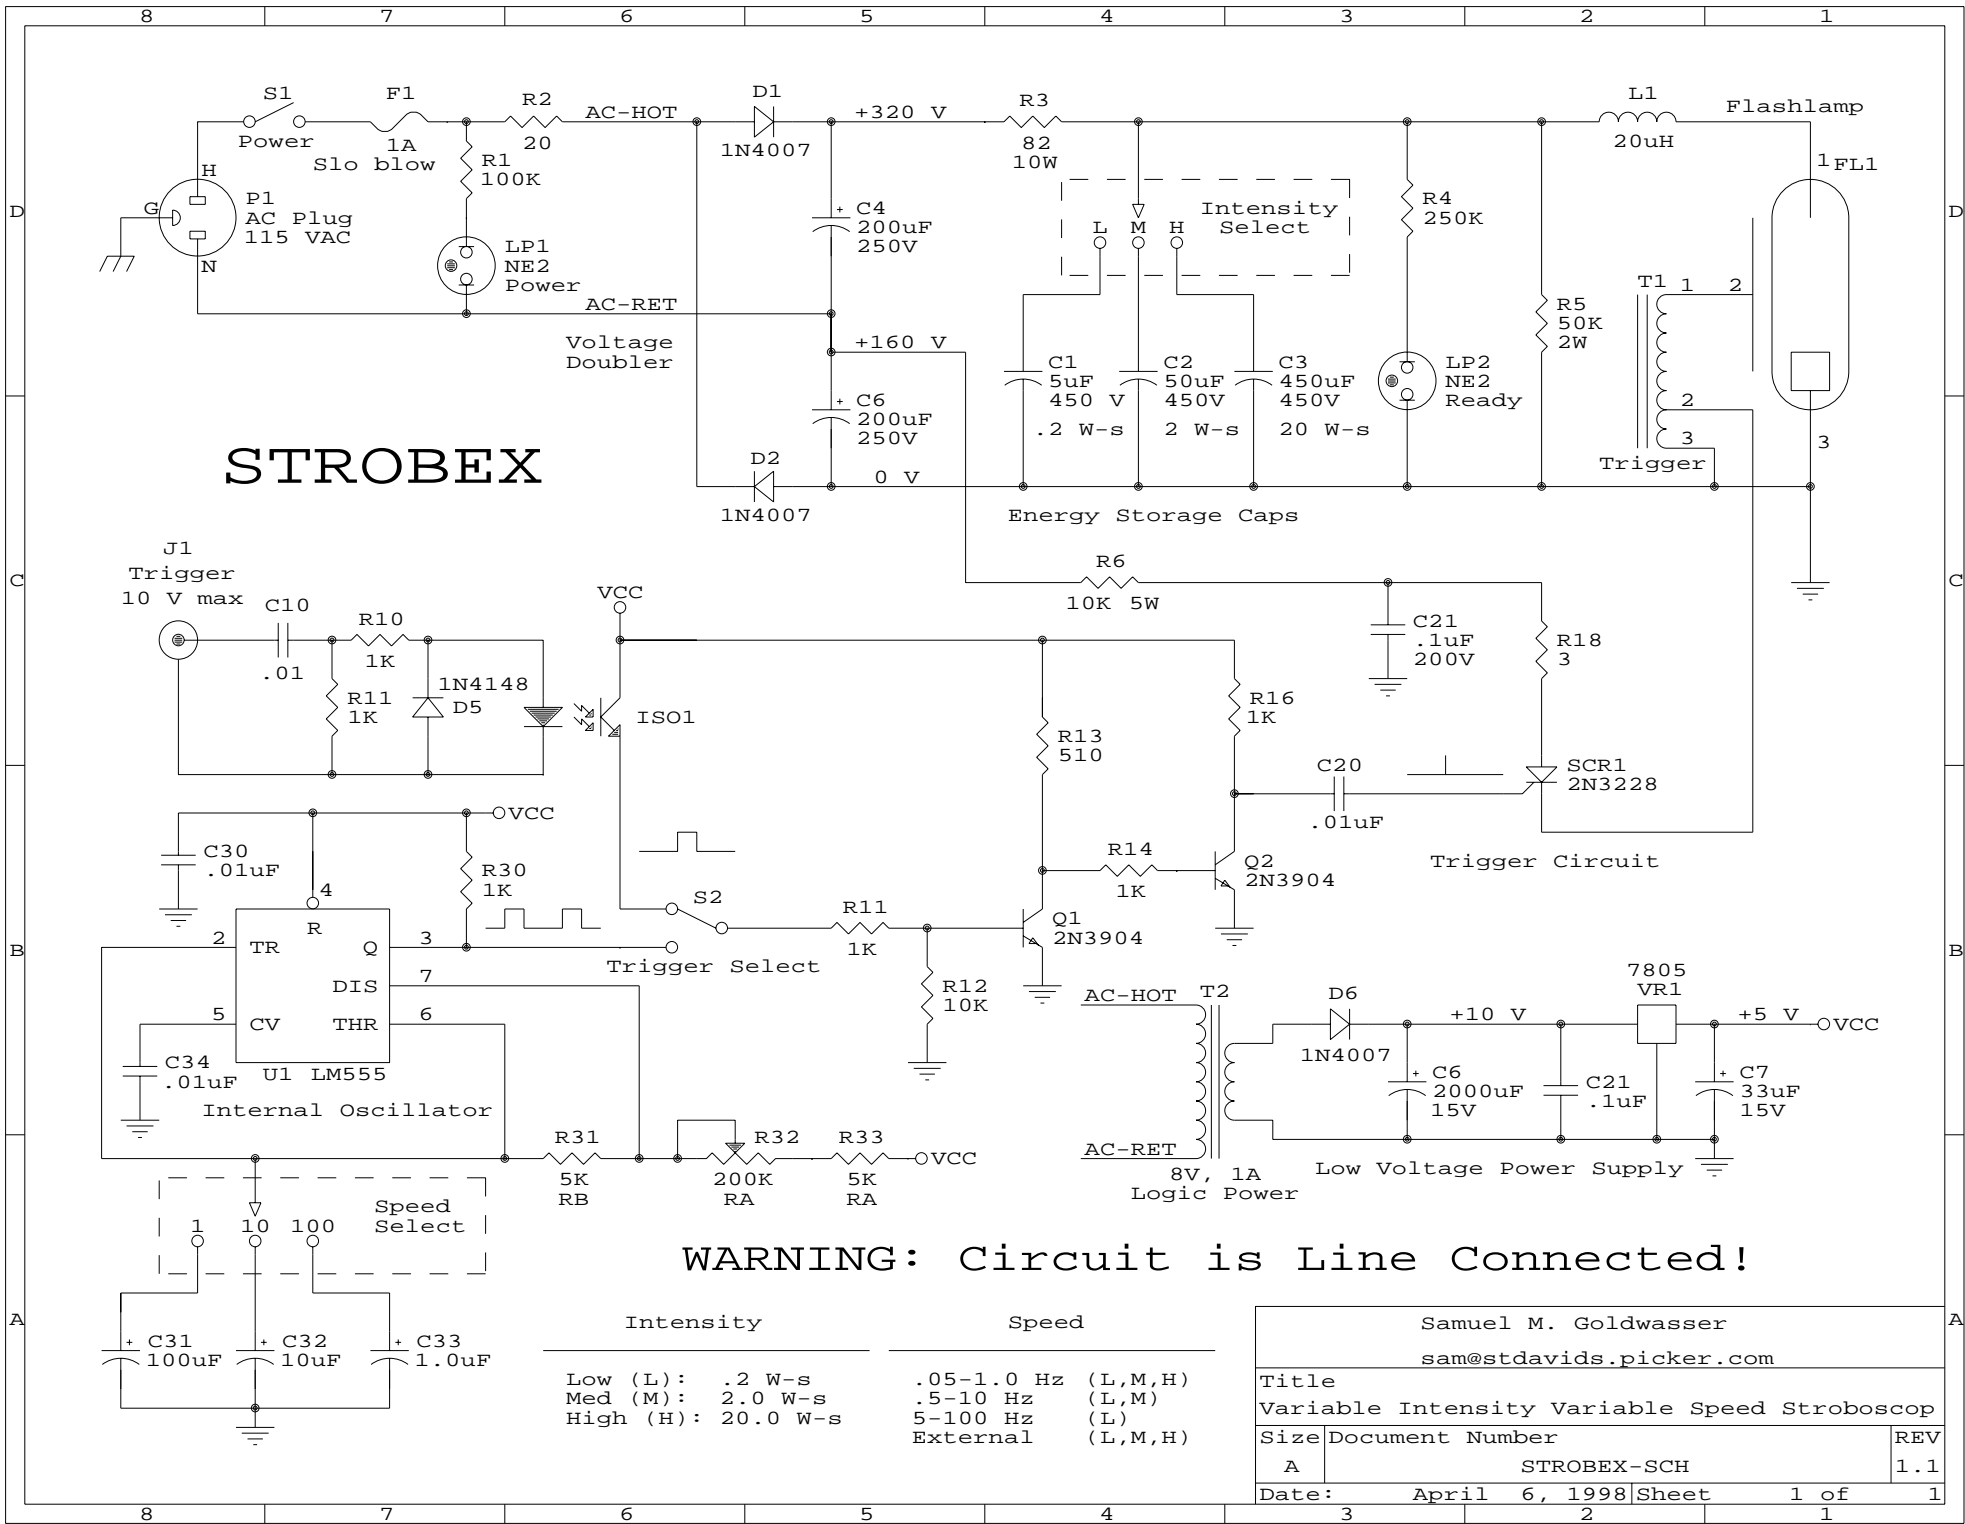 8 7 6 5 4 3 2 1
D
C
B
A
D
C
B
A
S1
Power
F1
1A
Slo blow
R2
20
AC-HOT
D1
1N4007
+320 V
R3
82
10W
L1
20uH
Flashlamp
1
FL1
H
G
N
P1
AC Plug
115 VAC
R1
100K
LP1
NE2
Power
AC-RET
Voltage
Doubler
C4
200uF
250V
+
+160 V
C6
200uF
250V
+
D2
1N4007
0 V
Intensity
Select
L M H
C1
5uF
450 V
.2 W-s
C2
50uF
450V
2 W-s
C3
450uF
450V
20 W-s
Energy Storage Caps
R4
250K
LP2
NE2
Ready
R5
50K
2W
T1
1 2
2
3
Trigger
3
STROBEX
J1
Trigger
10 V max
C10
.01
R10
1K
R11
1K
1N4148
D5
VCC
ISO1
R6
10K 5W
C21
.1uF
200V
R18
3
R13
510
R16
1K
C20
.01uF
SCR1
2N3228
Trigger Circuit
VCC
C30
.01uF
R30
1K
4
R
2
TR
Q
3
DIS
7
5
CV
THR
6
C34
.01uF
U1 LM555
Internal Oscillator
S2
Trigger Select
R11
1K
R12
10K
Q1
2N3904
R14
1K
Q2
2N3904
AC-HOT
T2
AC-RET
8V, 1A
Logic Power
D6
1N4007
+10 V
7805
VR1
+5 V
VCC
+
C6
2000uF
15V
C21
.1uF
+
C7
33uF
15V
Low Voltage Power Supply
R31
5K
RB
R32
200K
RA
R33
5K
RA
VCC
Speed
Select
1 10 100
+
C31
100uF
+
C32
10uF
+
C33
1.0uF
WARNING: Circuit is Line Connected!
Intensity Speed
Low (L): .2 W-s .05-1.0 Hz (L,M,H)
Med (M): 2.0 W-s .5-10 Hz (L,M)
High (H): 20.0 W-s 5-100 Hz (L)
External (L,M,H)
Samuel M. Goldwasser
sam@stdavids.picker.com
Title
Variable Intensity Variable Speed Stroboscop
Size Document Number REV
A STROBEX-SCH 1.1
Date: April 6, 1998 Sheet 1 of 1
8 7 6 5 4 3 2 1